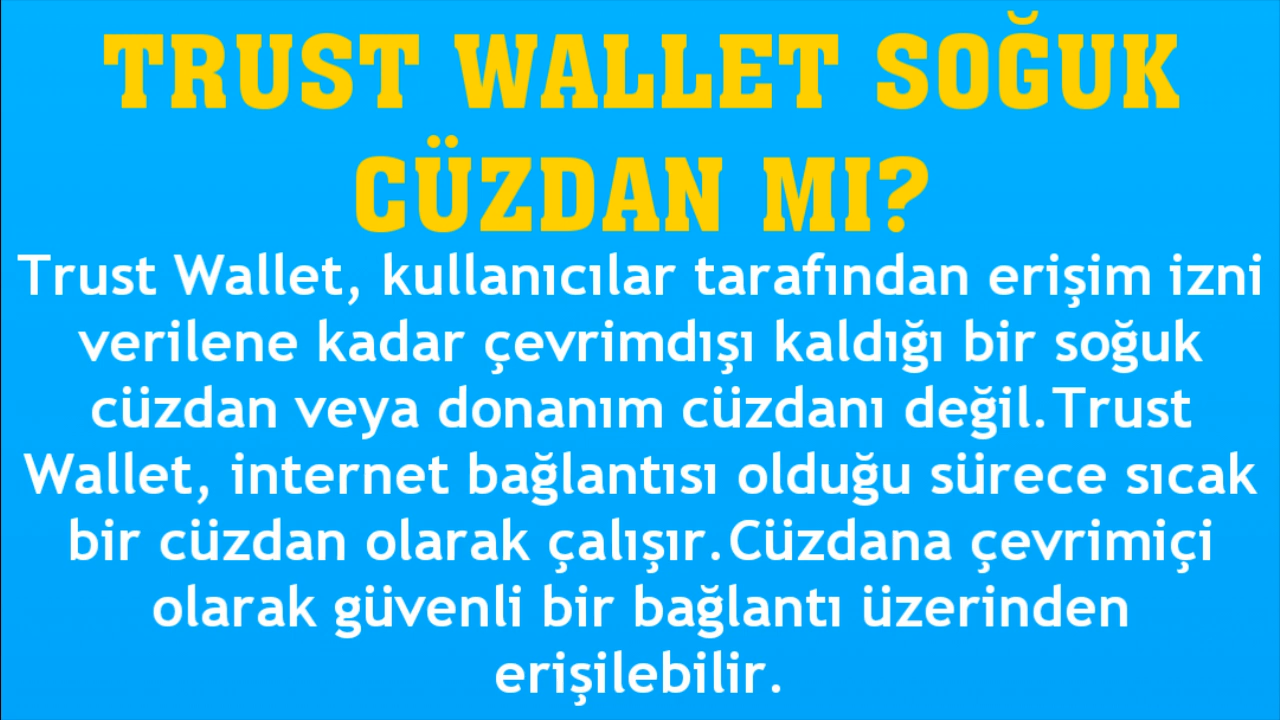 TRUST WALLET SOĞUK
CÜZDAN MI?
Trust Wallet, kullanıcılar tarafından erişim izni
verilene kadar çevrimdışı kaldığı bir soğuk
cüzdan veya donanım cüzdanı değil.Trust
Wallet, internet bağlantısı olduğu sürece sıcak
bir cüzdan olarak çalışır.Cüzdana çevrimiçi
olarak güvenli bir bağlantı üzerinden
erişilebilir.